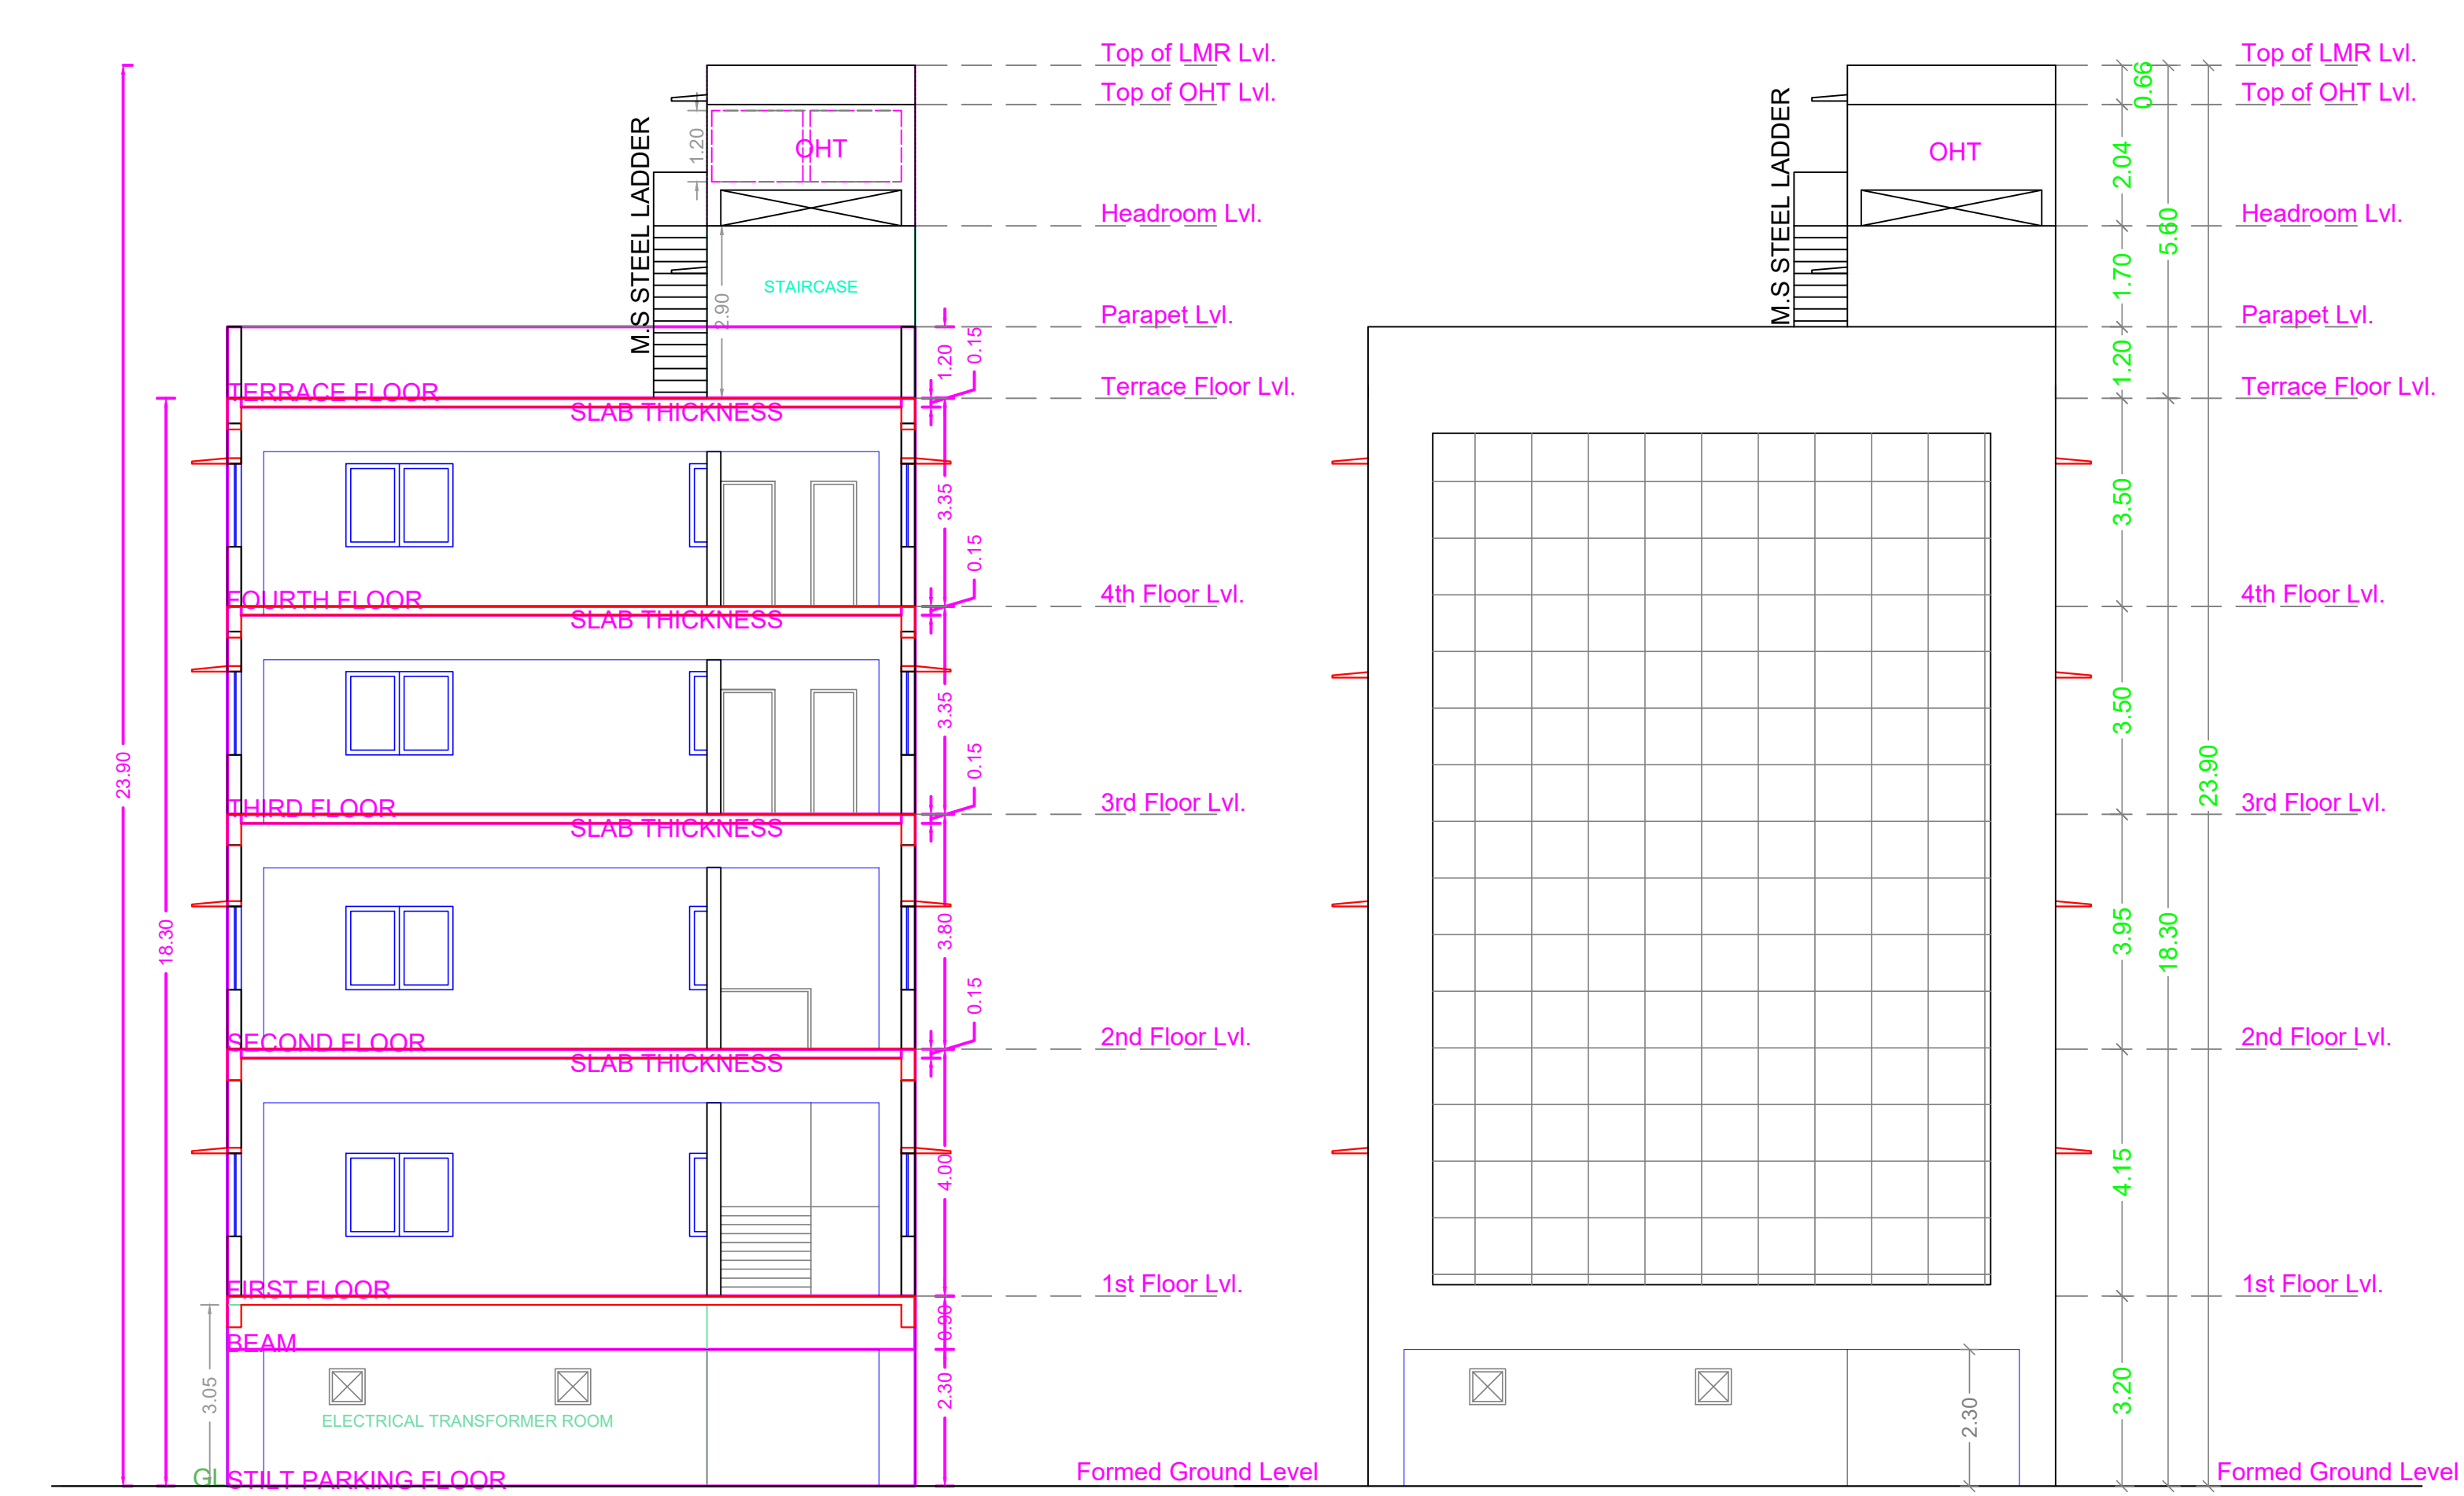 Top of LMR Lvl.
Top of OHT Lvl.
OHT
1.20
M.S STEEL LADDER
Headroom Lvl.
STAIRCASE
2.90
Parapet Lvl.
1.20
0.15
TERRACE FLOOR
Terrace Floor Lvl.
SLAB THICKNESS
3.35
0.15
FOURTH FLOOR
4th Floor Lvl.
SLAB THICKNESS
3.35
0.15
THIRD FLOOR
3rd Floor Lvl.
SLAB THICKNESS
23.90
18.30
3.80
0.15
SECOND FLOOR
2nd Floor Lvl.
SLAB THICKNESS
4.00
FIRST FLOOR
1st Floor Lvl.
0.90
BEAM
3.05
2.30
ELECTRICAL TRANSFORMER ROOM
GL
STILT PARKING FLOOR
Formed Ground Level
Top of LMR Lvl.
0.66
Top of OHT Lvl.
M.S STEEL LADDER
OHT
2.04
Headroom Lvl.
5.60
1.70
Parapet Lvl.
1.20
Terrace Floor Lvl.
3.50
4th Floor Lvl.
3.50
23.90
3rd Floor Lvl.
3.95
18.30
2nd Floor Lvl.
4.15
1st Floor Lvl.
3.20
2.30
Formed Ground Level